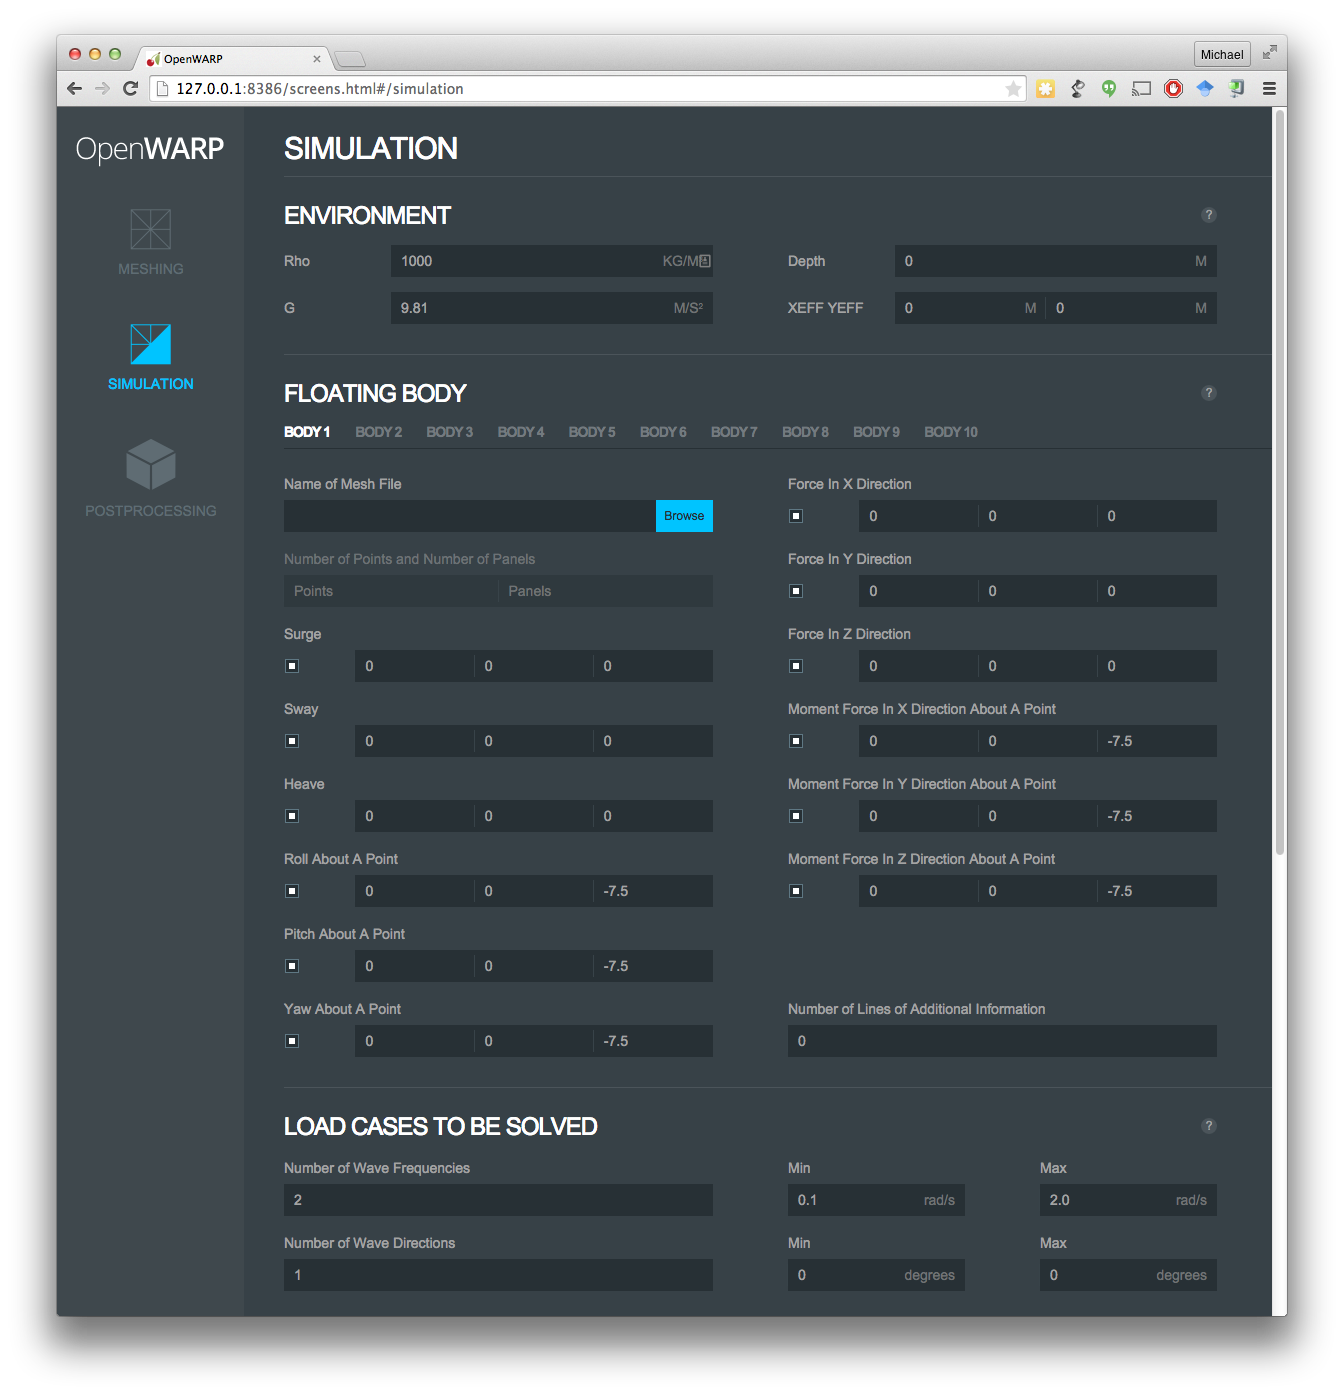 OpenWARP
Michael
127.0.0.1:8386/screens.html#/simulation
OpenWARP
MESHING
SIMULATION
POSTPROCESSING
SIMULATION
ENVIRONMENT ?
Rho 1000 KG/M
Depth 0 M
G 9.81 M/S²
XEFF YEFF 0 M 0 M
FLOATING BODY ?
BODY 1 BODY 2 BODY 3 BODY 4 BODY 5 BODY 6 BODY 7 BODY 8 BODY 9 BODY 10
Name of Mesh File
Browse
Number of Points and Number of Panels
Points Panels
Surge
0 0 0
Sway
0 0 0
Heave
0 0 0
Roll About A Point
0 0 -7.5
Pitch About A Point
0 0 -7.5
Yaw About A Point
0 0 -7.5
Force In X Direction
0 0 0
Force In Y Direction
0 0 0
Force In Z Direction
0 0 0
Moment Force In X Direction About A Point
0 0 -7.5
Moment Force In Y Direction About A Point
0 0 -7.5
Moment Force In Z Direction About A Point
0 0 -7.5
Number of Lines of Additional Information
0
LOAD CASES TO BE SOLVED ?
Number of Wave Frequencies Min Max
2 0.1 rad/s 2.0 rad/s
Number of Wave Directions Min Max
1 0 degrees 0 degrees